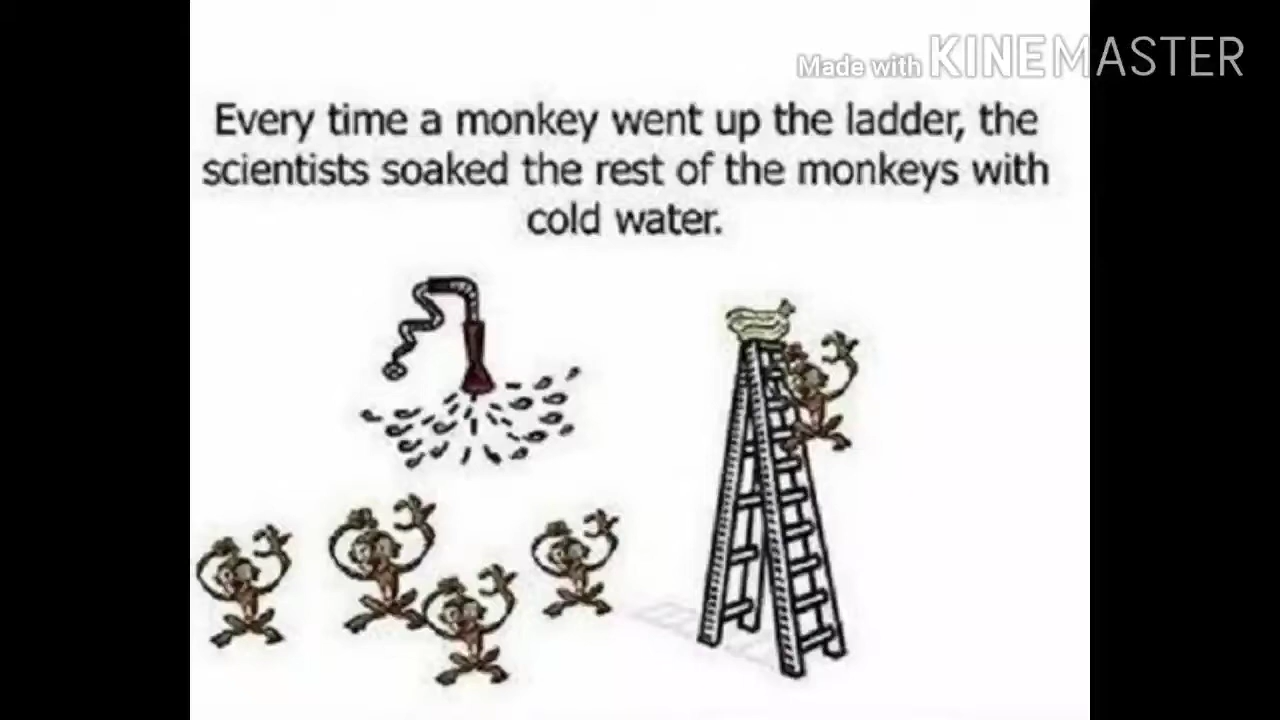 Made with KINEMASTER
Every time a monkey went up the ladder, the
scientists soaked the rest of the monkeys with
cold water.